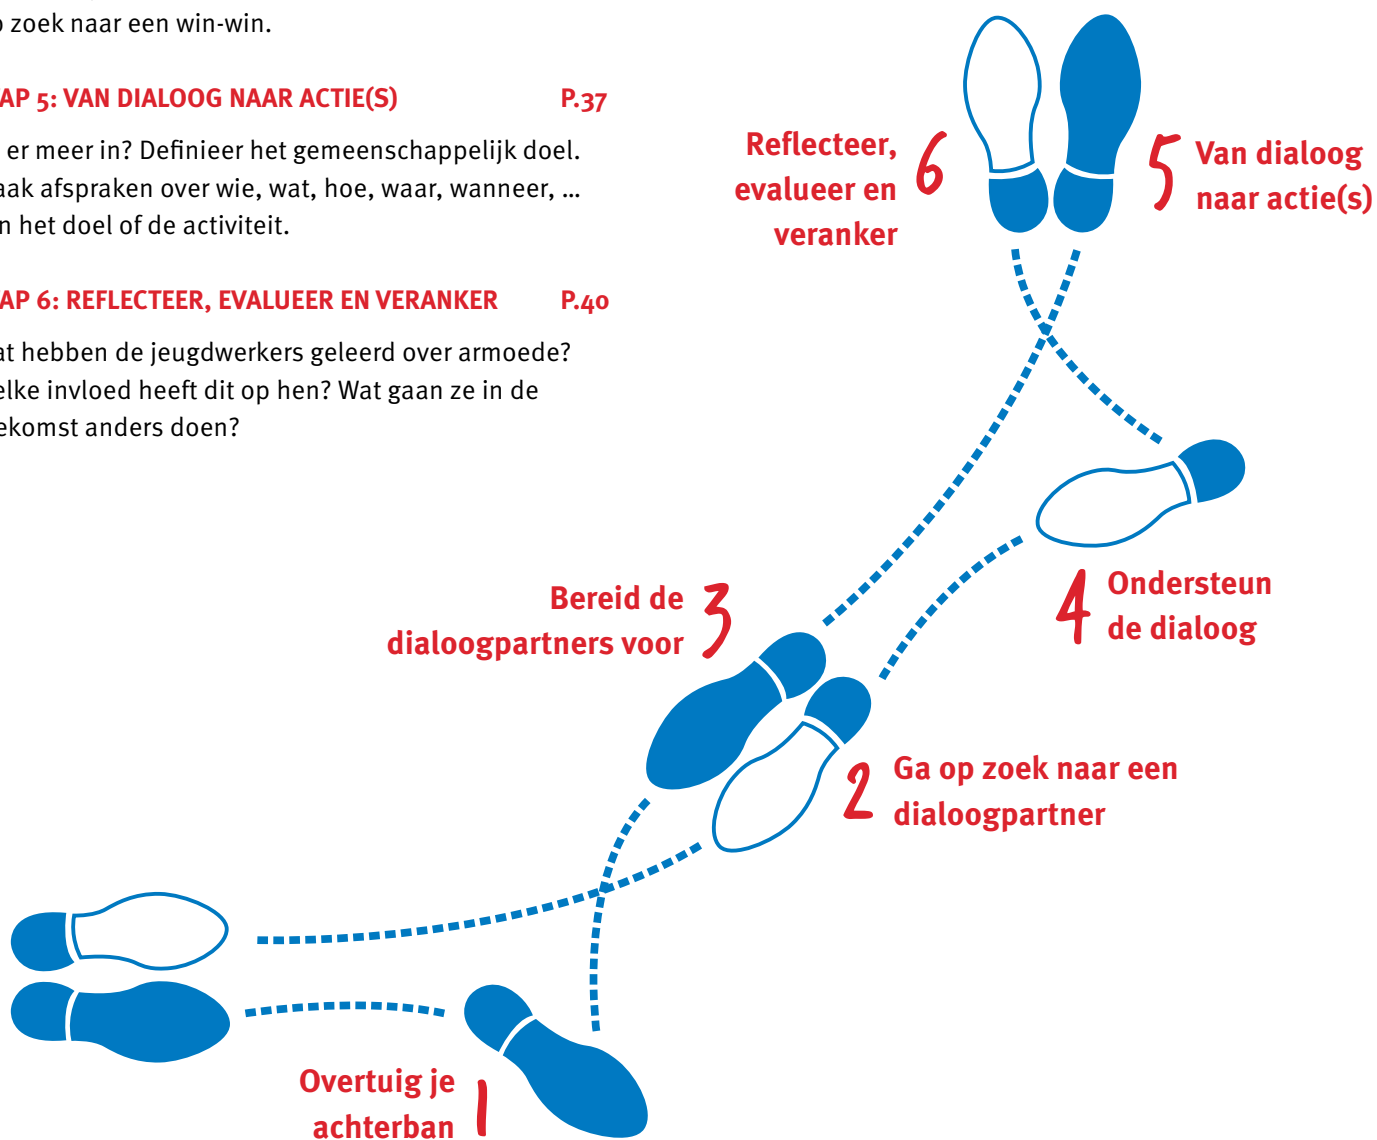 zoek naar een win-win.
AP 5: VAN DIALOOG NAAR ACTIE(S) P.37
er meer in? Definieer het gemeenschappelijk doel.
aak afspraken over wie, wat, hoe, waar, wanneer, ...
n het doel of de activiteit.
AP 6: REFLECTEER, EVALUEER EN VERANKER P.40
at hebben de jeugdwerkers geleerd over armoede?
elke invloed heeft dit op hen? Wat gaan ze in de
ekomst anders doen?
Reflecteer,
evalueer en
veranker
6
5
Van dialoog
naar actie(s)
Bereid de
dialoogpartners voor
3
4
Ondersteun
de dialoog
2
Ga op zoek naar een
dialoogpartner
Overtuig je
achterban
1